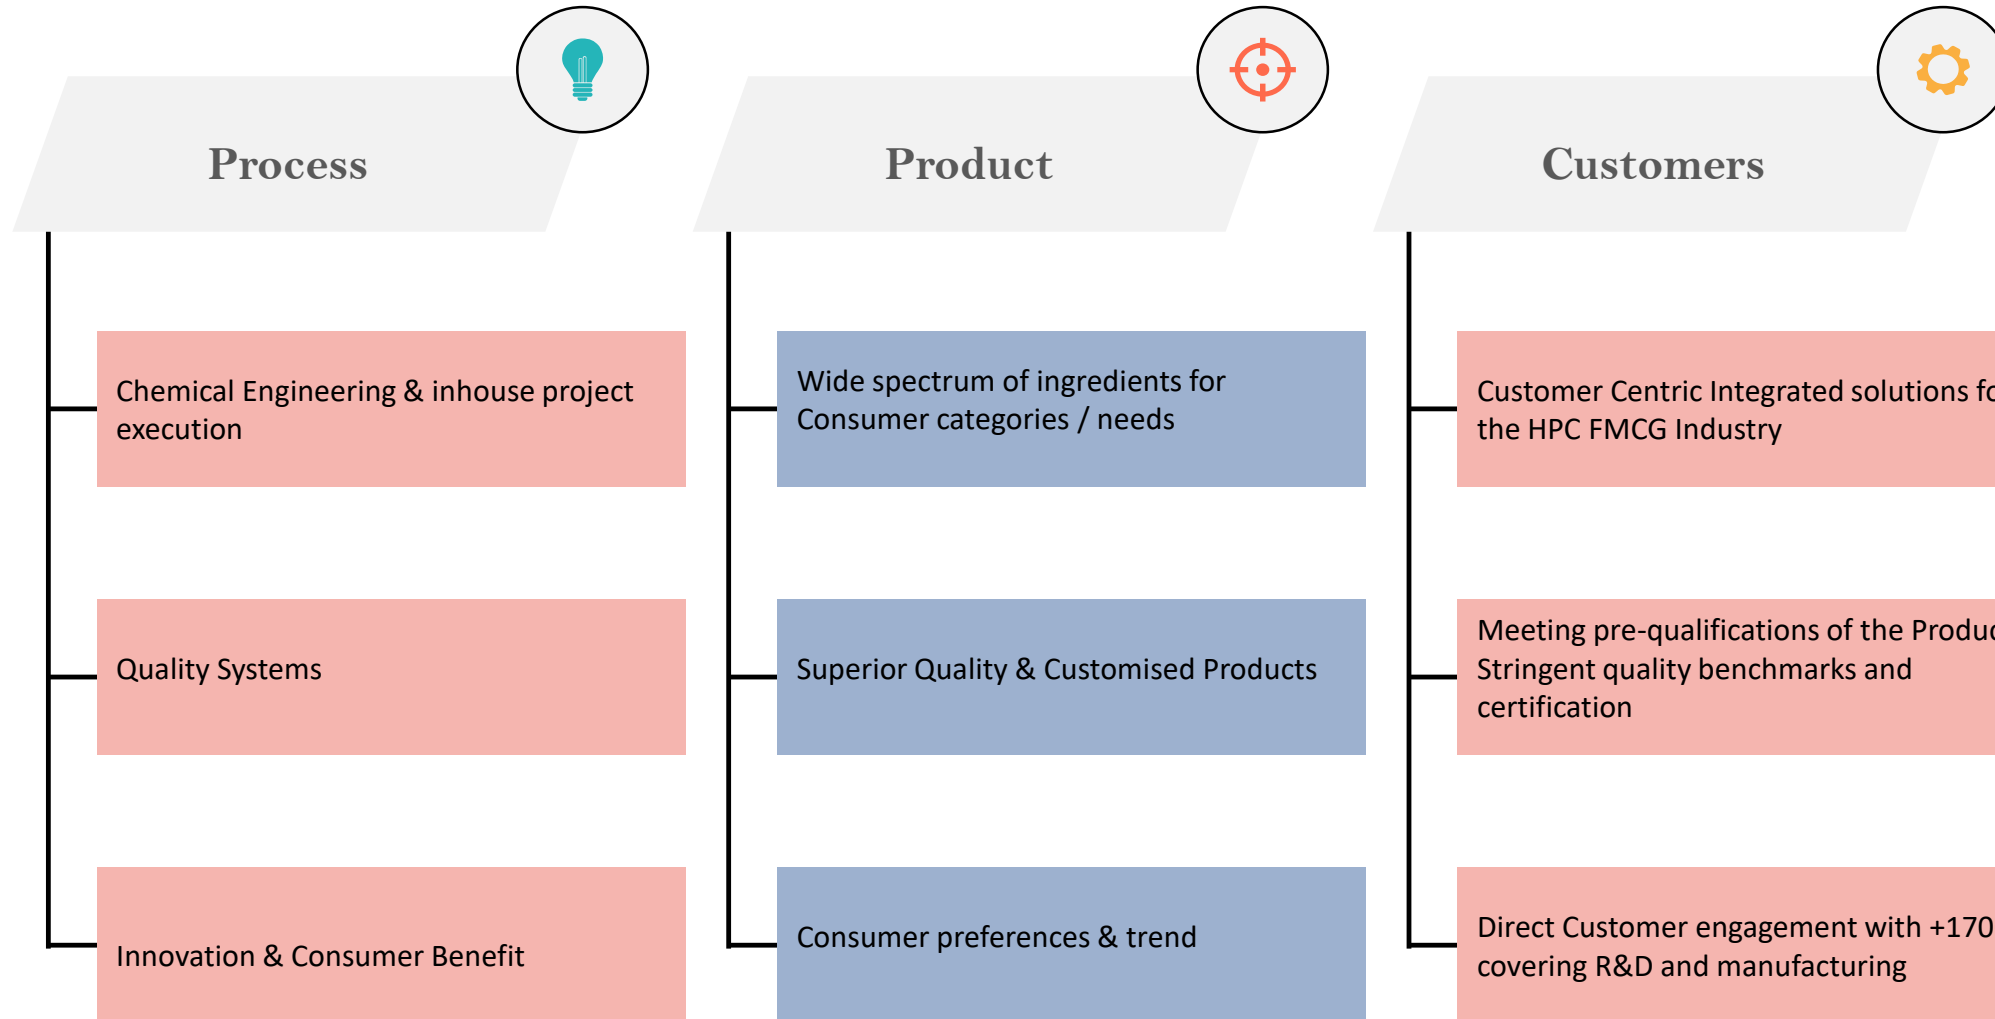 Process
Chemical Engineering & inhouse project
execution
Quality Systems
Innovation & Consumer Benefit
Product
Wide spectrum of ingredients for
Consumer categories / needs
Superior Quality & Customised Products
Consumer preferences & trend
Customers
Customer Centric Integrated solutions
the HPC FMCG Industry
Meeting pre-qualifications of the
Stringent quality benchmarks and
certification
Direct Customer engagement with
covering R&D and manufacturing